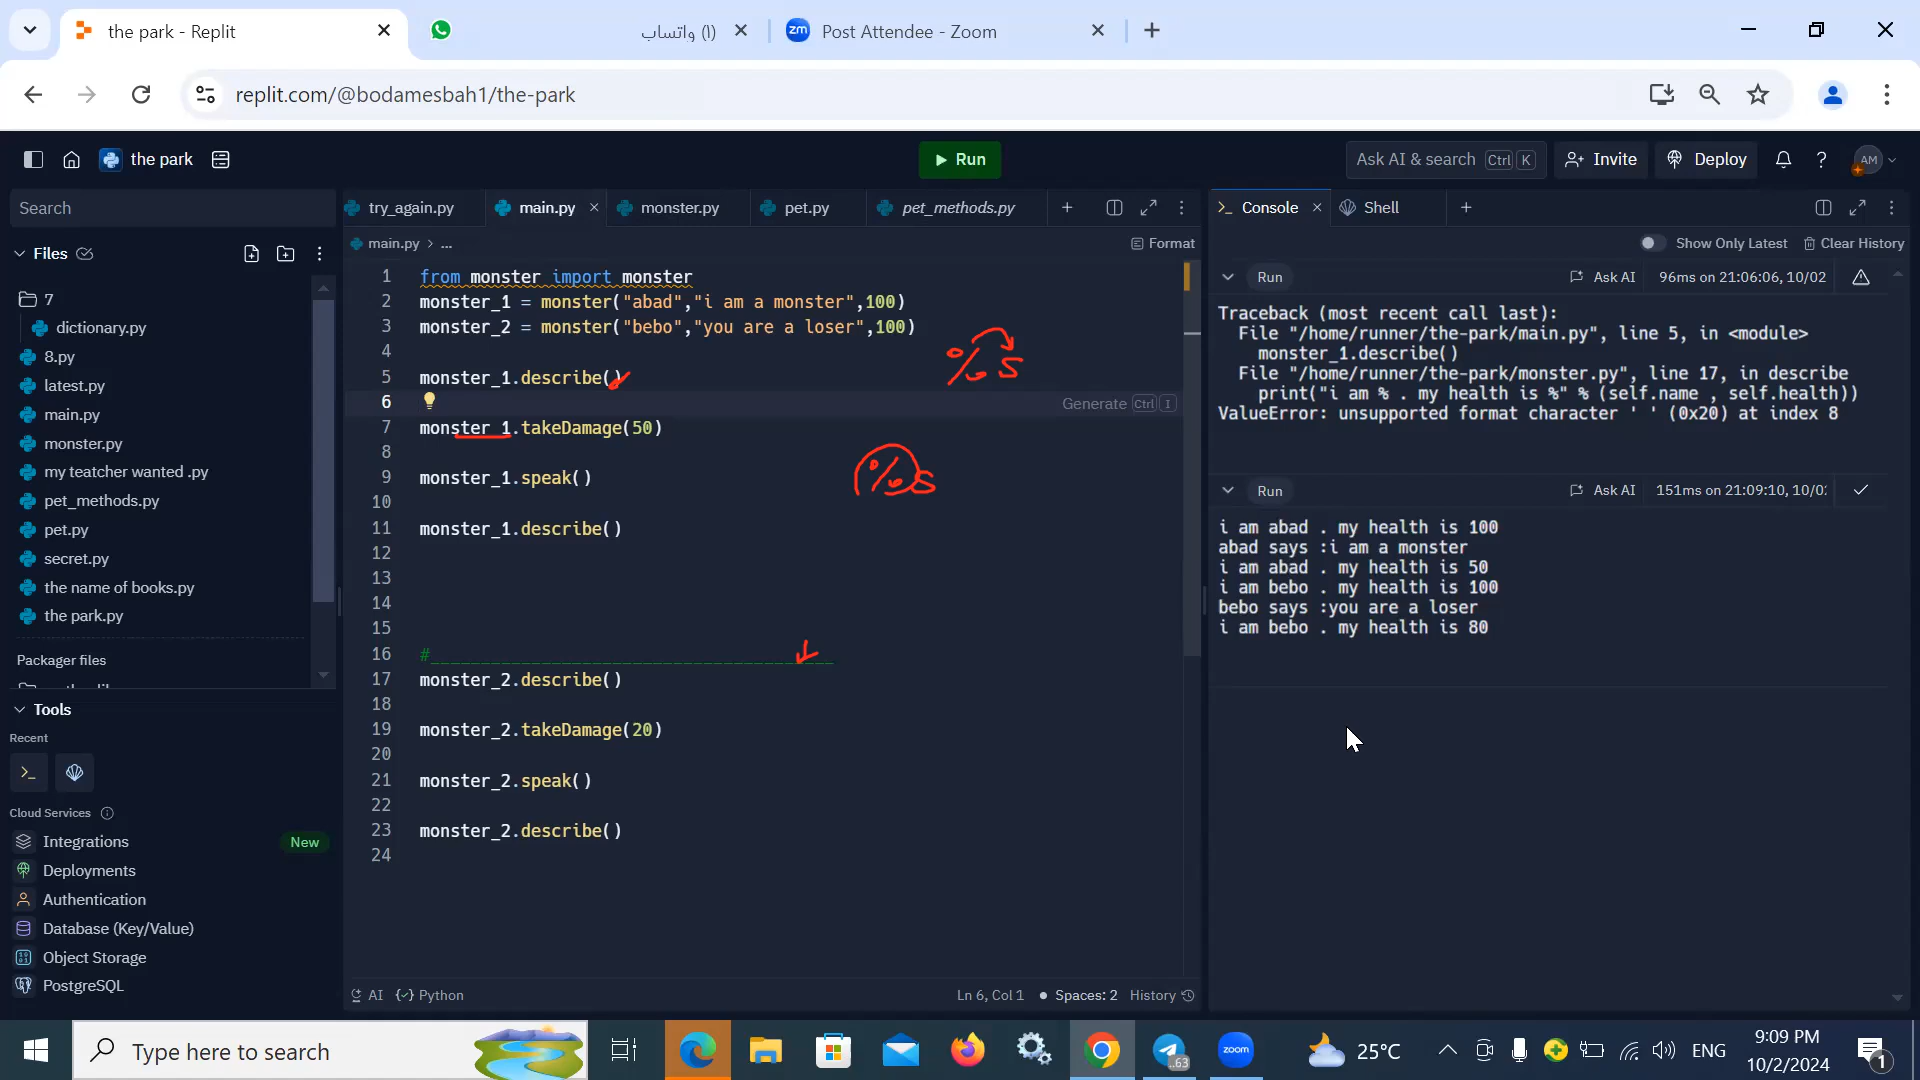 the park - Replit
(1) واتساب
zm Post Attendee - Zoom
replit.com/@bodamesbah1/the-park
the park
Run
Ask AI & search Ctrl K
Invite
Deploy
AM
Search
try_again.py
main.py
monster.py
pet.py
pet_methods.py
Console
Shell
Files
main.py > ...
Format
Show Only Latest
Clear History
7
dictionary.py
8.py
latest.py
main.py
monster.py
my teatcher wanted .py
pet_methods.py
pet.py
secret.py
the name of books.py
the park.py
Packager files
Tools
Recent
Cloud Services
Integrations New
Deployments
Authentication
Database (Key/Value)
Object Storage
PostgreSQL
1 from monster import monster
2 monster_1 = monster("abad","i am a monster",100)
3 monster_2 = monster("bebo","you are a loser",100)
4
%s
5 monster_1.describe()
6
Generate Ctrl I
7 monster_1.takeDamage(50)
8
%s
9 monster_1.speak()
10
11 monster_1.describe()
12
13
14
15
16 #________________________________________
17 monster_2.describe()
18
19 monster_2.takeDamage(20)
20
21 monster_2.speak()
22
23 monster_2.describe()
24
AI
Python
Ln 6, Col 1
Spaces: 2
History
Run
Ask AI
96ms on 21:06:06, 10/02
Traceback (most recent call last):
File "/home/runner/the-park/main.py", line 5, in <module>
monster_1.describe()
File "/home/runner/the-park/monster.py", line 17, in describe
print("i am % . my health is %" % (self.name , self.health))
ValueError: unsupported format character ' ' (0x20) at index 8
Run
Ask AI
151ms on 21:09:10, 10/0
i am abad . my health is 100
abad says :i am a monster
i am abad . my health is 50
i am bebo . my health is 100
bebo says :you are a loser
i am bebo . my health is 80
Type here to search
..63
zoom
25°C
ENG
9:09 PM
10/2/2024
1